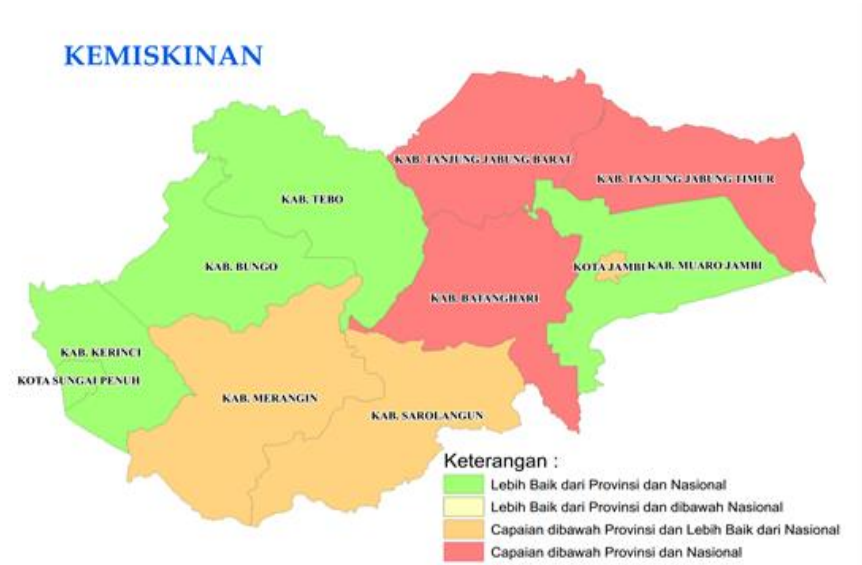 KEMISKINAN
KAB. TANJUNG JABUNG BARAT
KAB. TANJUNG JABUNG TIMUR
KAB. TEBO
KAB. BUNGO
KOTA JAMBI
KAB. MUARO JAMBI
KAB. BATANGHARI
KAB. KERINCI
KOTA SUNGAI PENUH
KAB. MERANGIN
KAB. SAROLANGUN
Keterangan :
Lebih Baik dari Provinsi dan Nasional
Lebih Baik dari Provinsi dan dibawah Nasional
Capaian dibawah Provinsi dan Lebih Baik dari Nasional
Capaian dibawah Provinsi dan Nasional